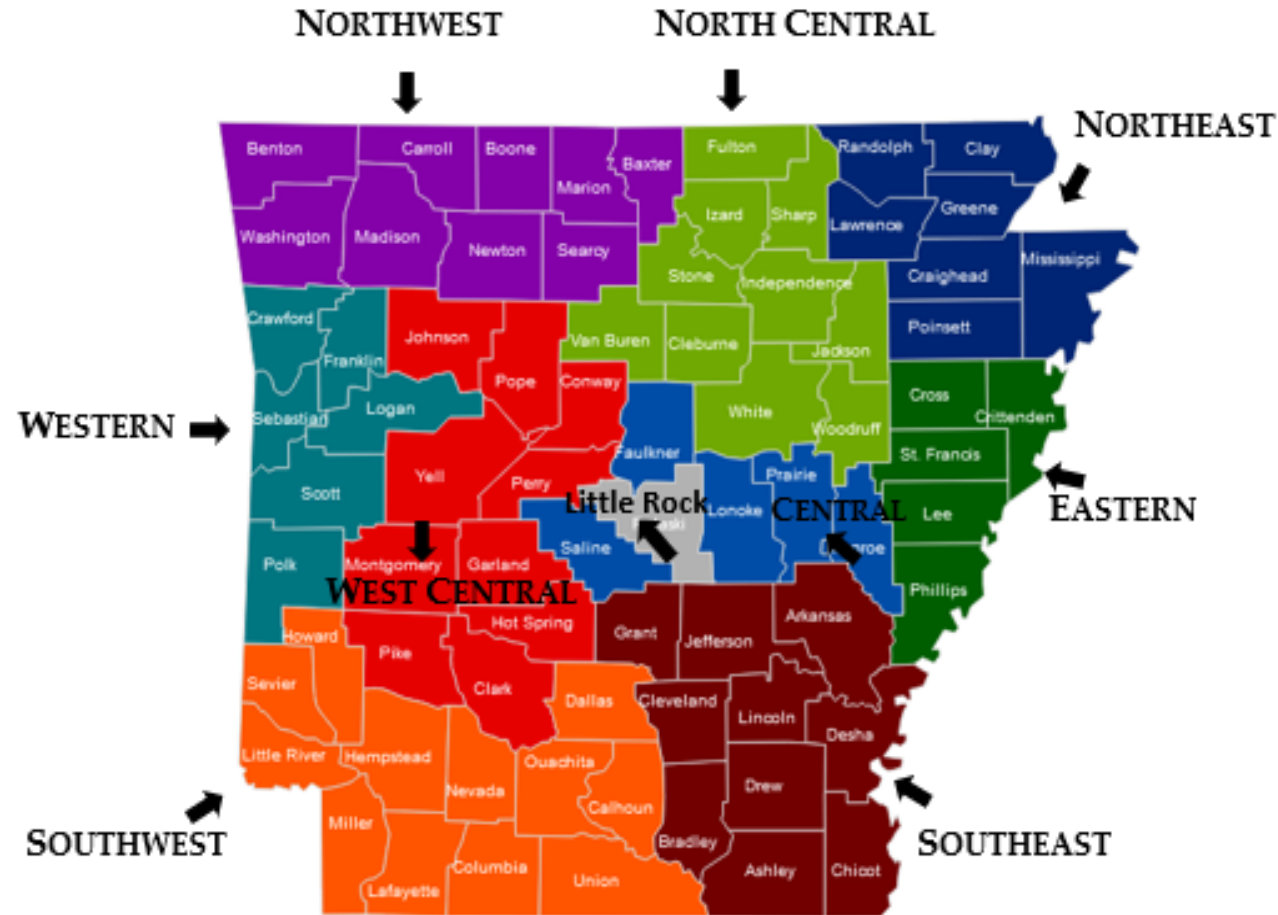 NORTHWEST
NORTH CENTRAL
NORTHEAST
Benton
Carroll
Boone
Marion
Baxter
Fulton
Randolph
Clay
Washington
Madison
Newton
Searcy
Izard
Sharp
Lawrence
Greene
Stone
Independence
Craighead
Mississippi
Crawford
Franklin
Johnson
Pope
Conway
Van Buren
Cleburne
Jackson
Poinsett
WESTERN
Sebastian
Logan
White
Woodruff
Cross
Crittenden
Scott
Yell
Perry
Faulkner
Little Rock
Lonoke
Prairie
CENTRAL
St. Francis
Lee
EASTERN
Polk
Montgomery
Garland
Saline
Phillips
WEST CENTRAL
Howard
Pike
Hot Spring
Grant
Jefferson
Arkansas
Sevier
Clark
Dallas
Cleveland
Lincoln
Desha
Little River
Hempstead
Nevada
Ouachita
Calhoun
Drew
SOUTHWEST
Miller
Lafayette
Columbia
Union
Bradley
Ashley
Chicot
SOUTHEAST